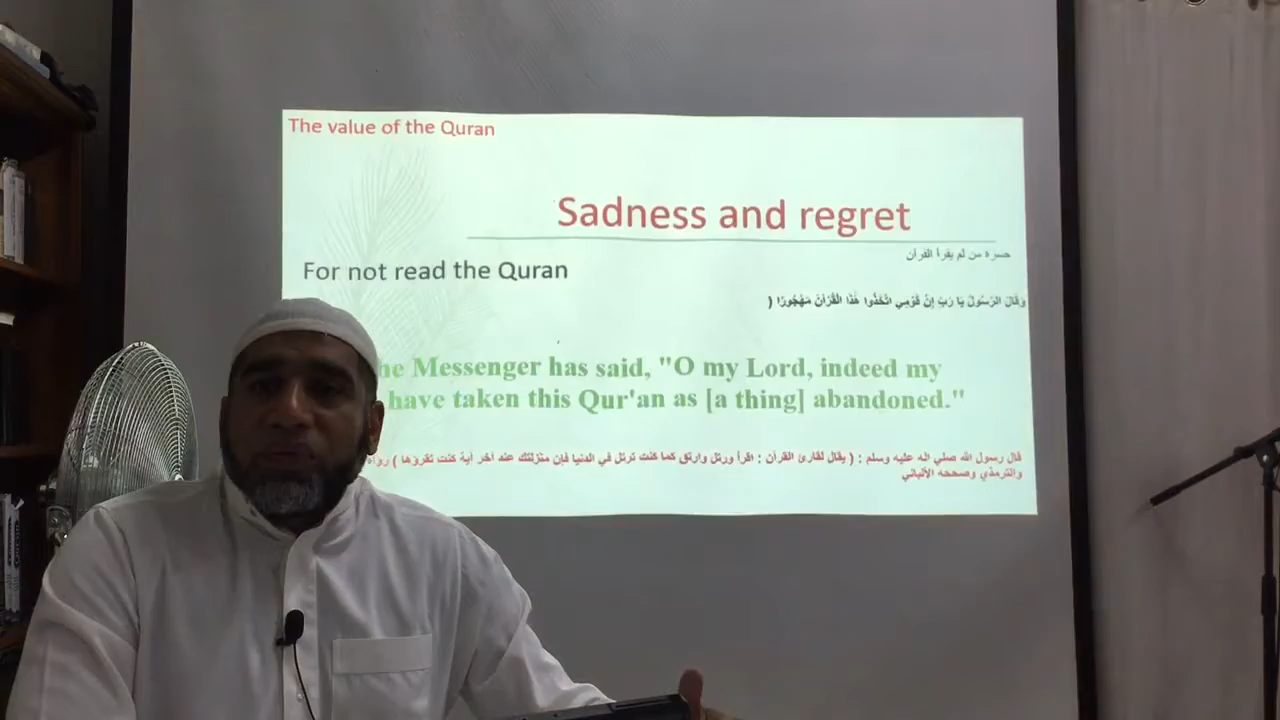 The value of the Quran
Sadness and regret
حسرة من لم يقرأ القرآن
For not read the Quran
وَقَالَ الرَّسُولُ يَا رَبِّ إِنَّ قَوْمِي اتَّخَذُوا هَٰذَا الْقُرْآنَ مَهْجُورًا (
Messenger has said, "O my Lord, indeed my
have taken this Qur'an as [a thing] abandoned."
قال رسول الله صلي اله عليه وسلم : ( يقال لقارئ القرآن : اقرأ ورتل وارتق كما كنت ترتل في الدنيا فإن منزلتك عند آخر آية كنت تقرؤها ) رواه
والترمذي وصححه الألباني